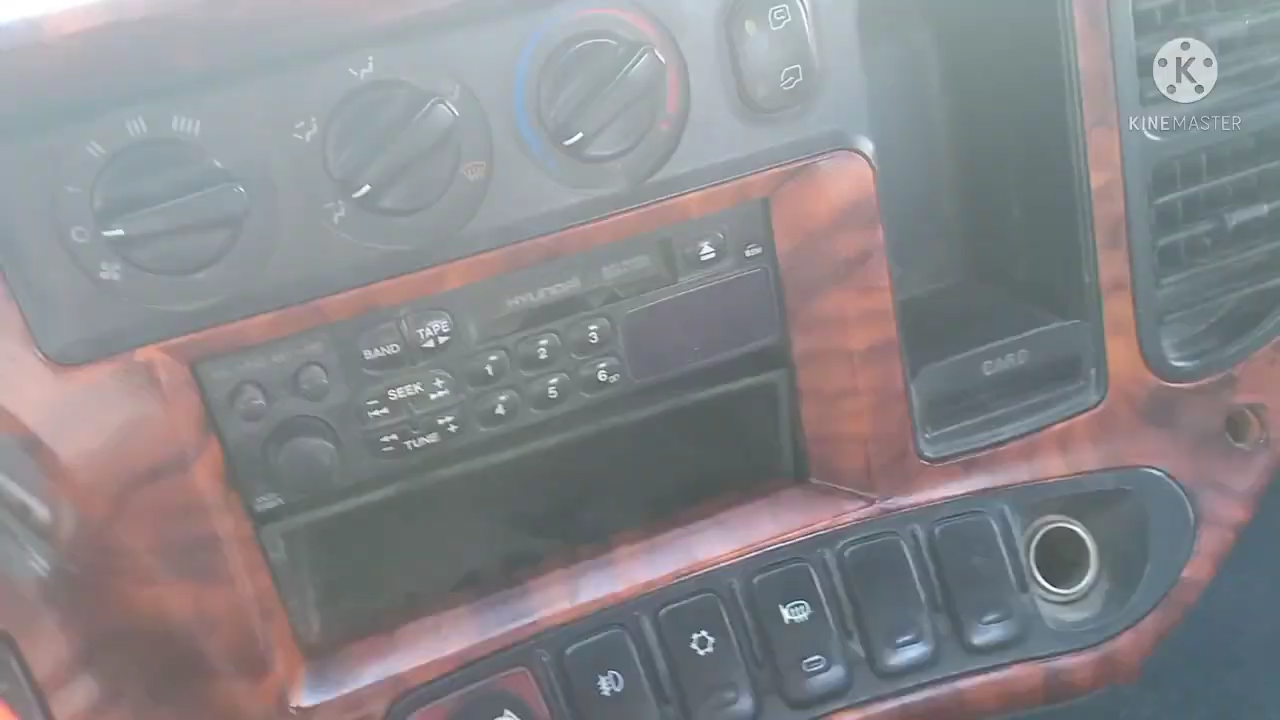 KINEMASTER
HYUNDAI
BAND
TAPE
SEEK
TUNE
1 2 3
4 5 6
CARD